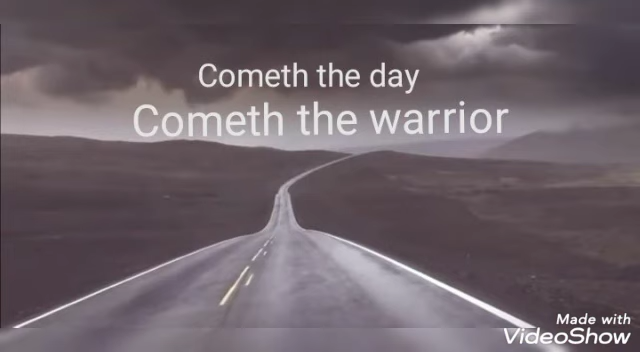 Cometh the day
Cometh the warrior
Made with
VideoShow